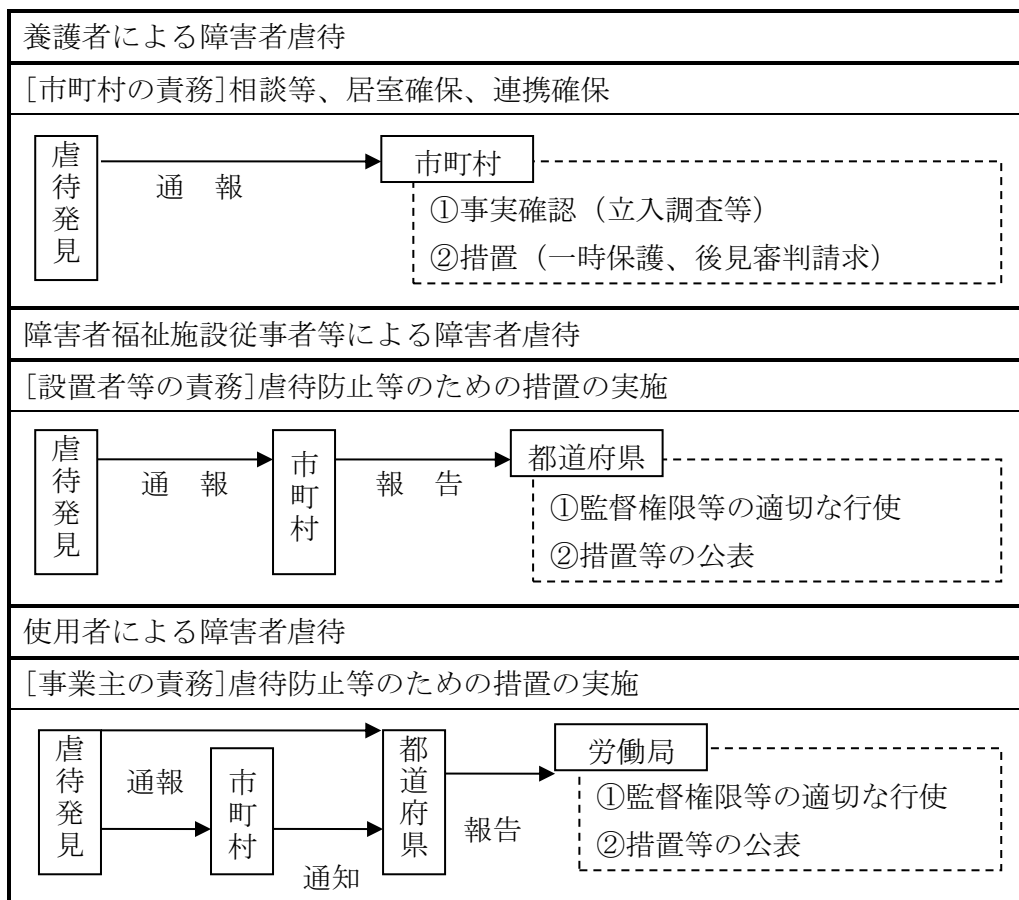 養護者による障害者虐待
[市町村の責務]相談等、居室確保、連携確保
虐待発見
通 報
市町村
①事実確認（立入調査等）
②措置（一時保護、後見審判請求）
障害者福祉施設従事者等による障害者虐待
[設置者等の責務]虐待防止等のための措置の実施
虐待発見
通 報
市町村
報 告
都道府県
①監督権限等の適切な行使
②措置等の公表
使用者による障害者虐待
[事業主の責務]虐待防止等のための措置の実施
虐待発見
通報
市町村
通知
都道府県
報告
労働局
①監督権限等の適切な行使
②措置等の公表